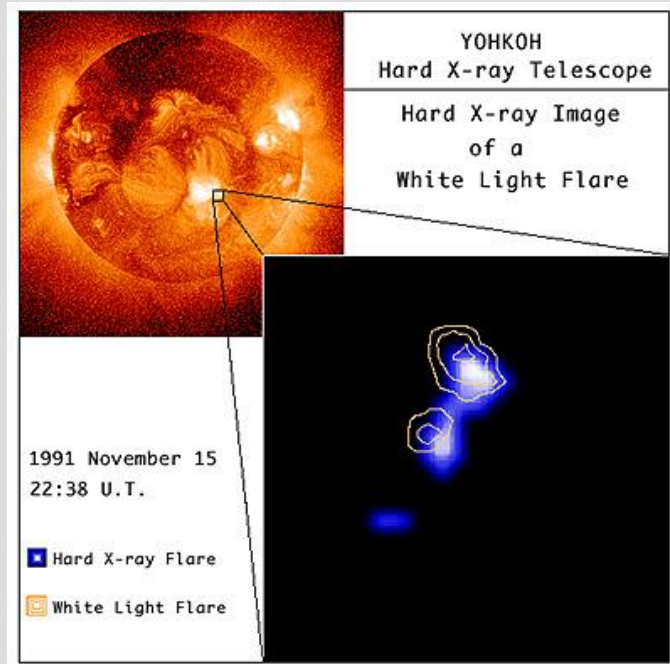 YOHKOH
Hard X-ray Telescope
Hard X-ray Image
of a
White Light Flare
1991 November 15
22:38 U.T.
Hard X-ray Flare
White Light Flare